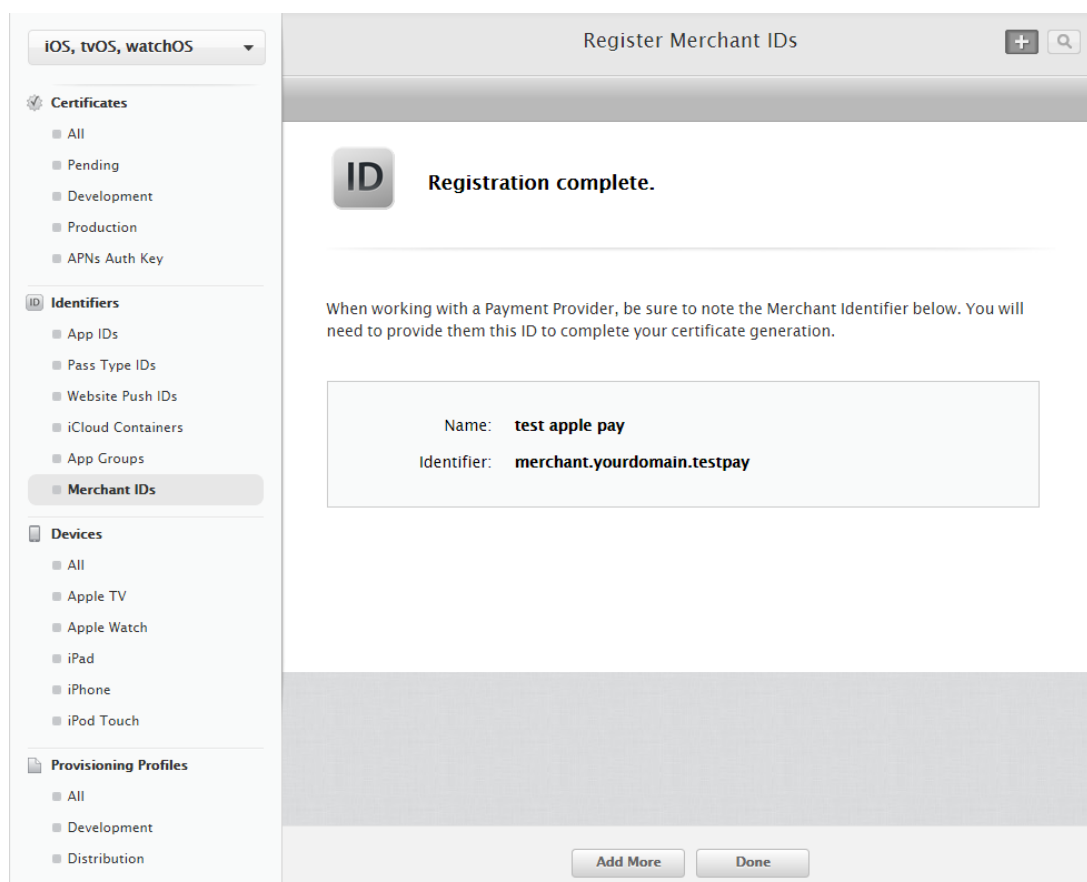 iOS, tvOS, watchOS
Certificates
All
Pending
Development
Production
APNs Auth Key
ID
Identifiers
App IDs
Pass Type IDs
Website Push IDs
iCloud Containers
App Groups
Merchant IDs
Devices
All
Apple TV
Apple Watch
iPad
iPhone
iPod Touch
Provisioning Profiles
All
Development
Distribution
Register Merchant IDs
ID
Registration complete.
When working with a Payment Provider, be sure to note the Merchant Identifier below. You will
need to provide them this ID to complete your certificate generation.
Name: test apple pay
Identifier: merchant.yourdomain.testpay
Add More
Done